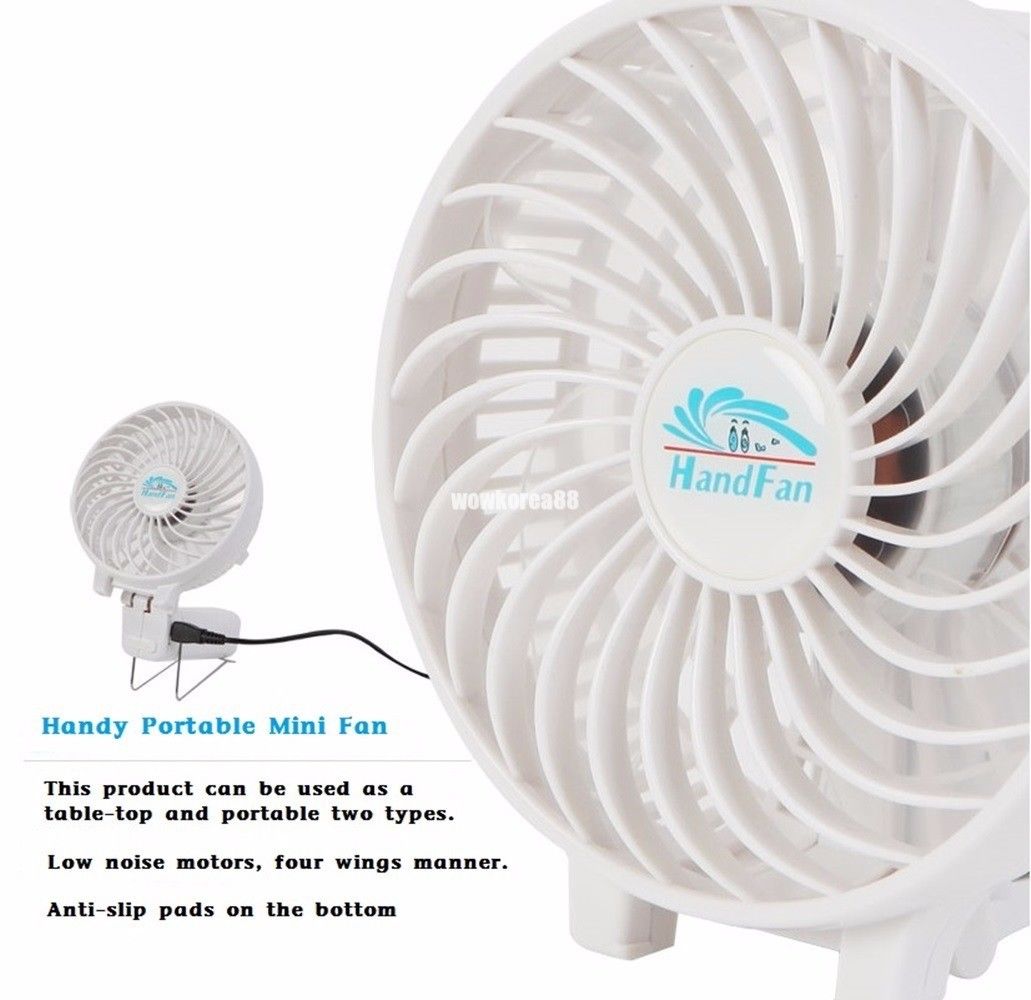 HandFan
wowkorea88
HandFan
Handy Portable Mini Fan
This product can be used as a
table-top and portable two types.
Low noise motors, four wings manner.
Anti-slip pads on the bottom